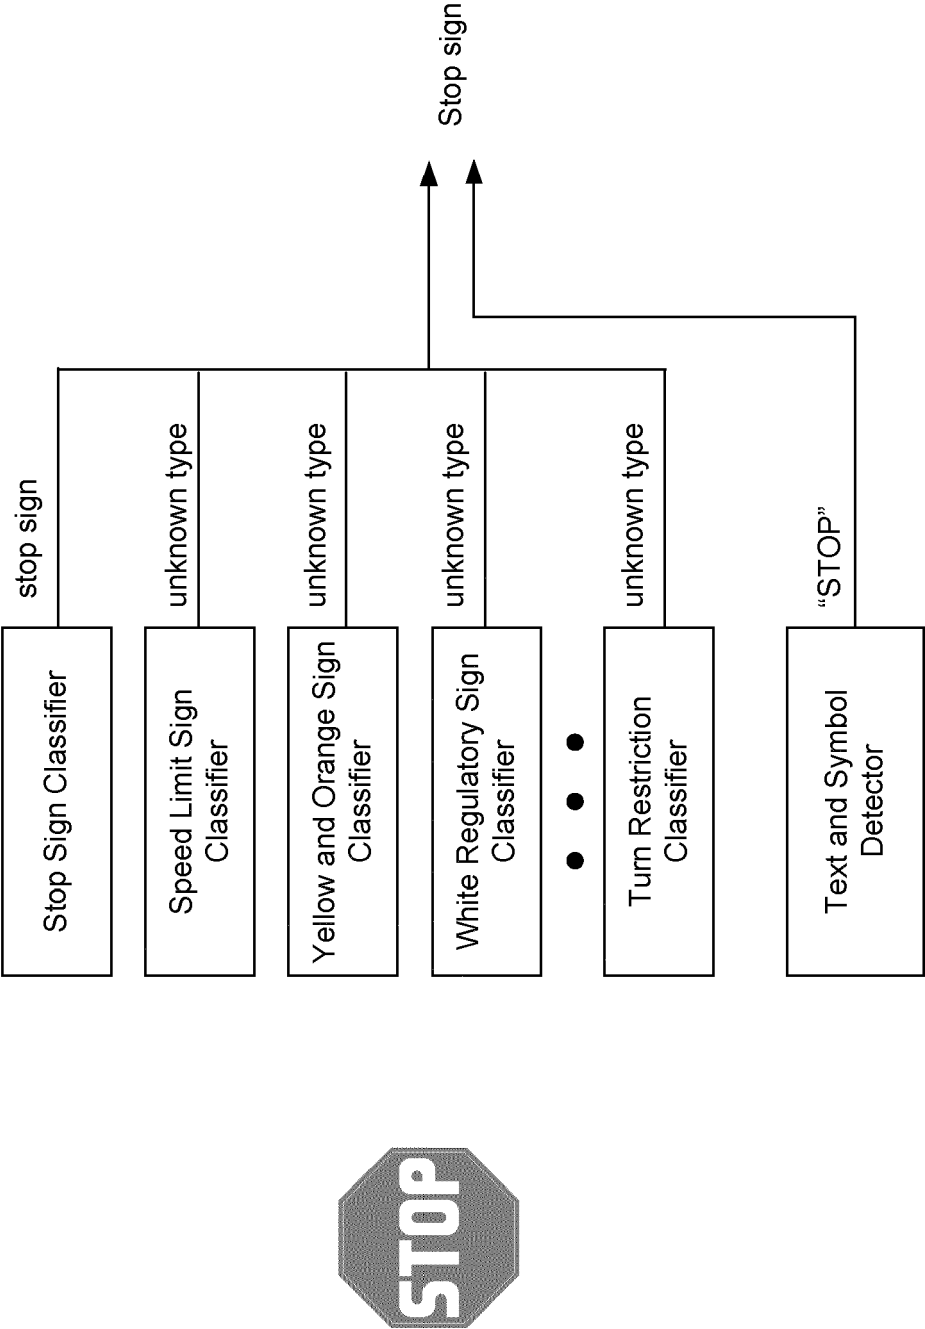 STOP
Stop Sign Classifier
stop sign
Speed Limit Sign
Classifier
unknown type
Yellow and Orange Sign
Classifier
unknown type
White Regulatory Sign
Classifier
unknown type
Turn Restriction
Classifier
unknown type
Text and Symbol
Detector
“STOP”
Stop sign